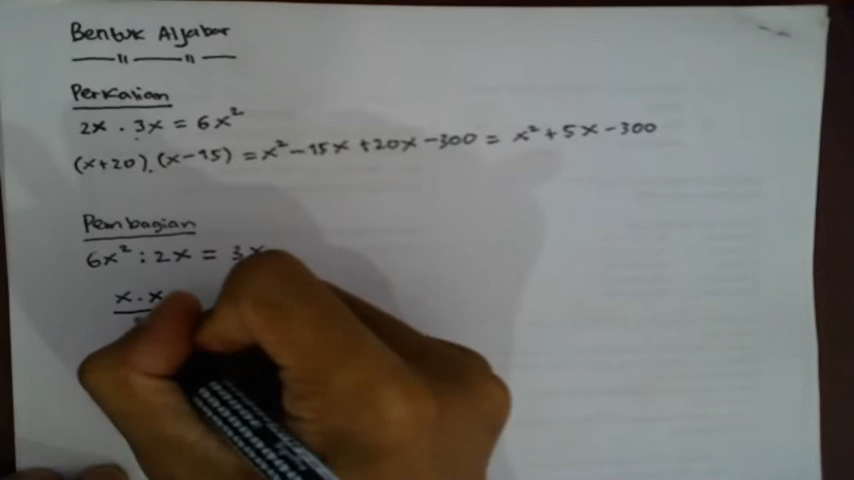 Bentuk Aljabar
Perkalian
2x . 3x = 6x²
(x+20).(x-15) = x² - 15x + 20x - 300 = x² + 5x - 300
Pembagian
6x² : 2x = 3x
x . x